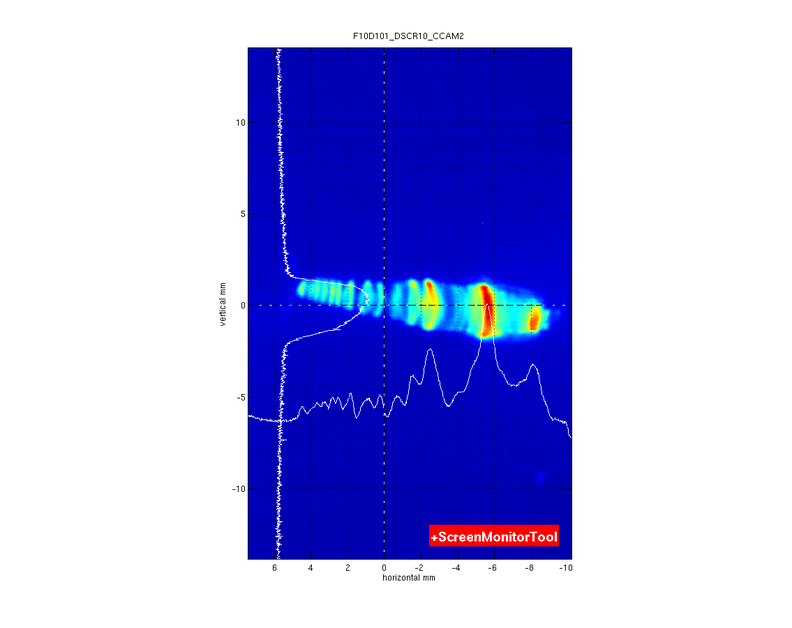 F10D101_DSCR10_CCAM2
10
5
0
-5
-10
vertical mm
+ScreenMonitorTool
6 4 2 0 -2 -4 -6 -8 -10
horizontal mm